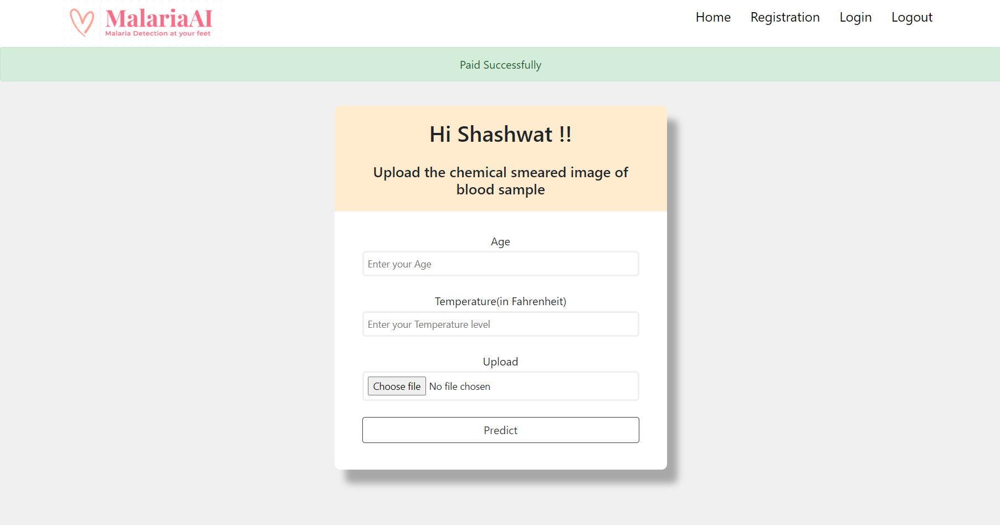 MalariaAI
Malaria Detection at your feet
Home Registration Login Logout
Paid Successfully
Hi Shashwat !!
Upload the chemical smeared image of
blood sample
Age
Enter your Age
Temperature(in Fahrenheit)
Enter your Temperature level
Upload
Choose file No file chosen
Predict